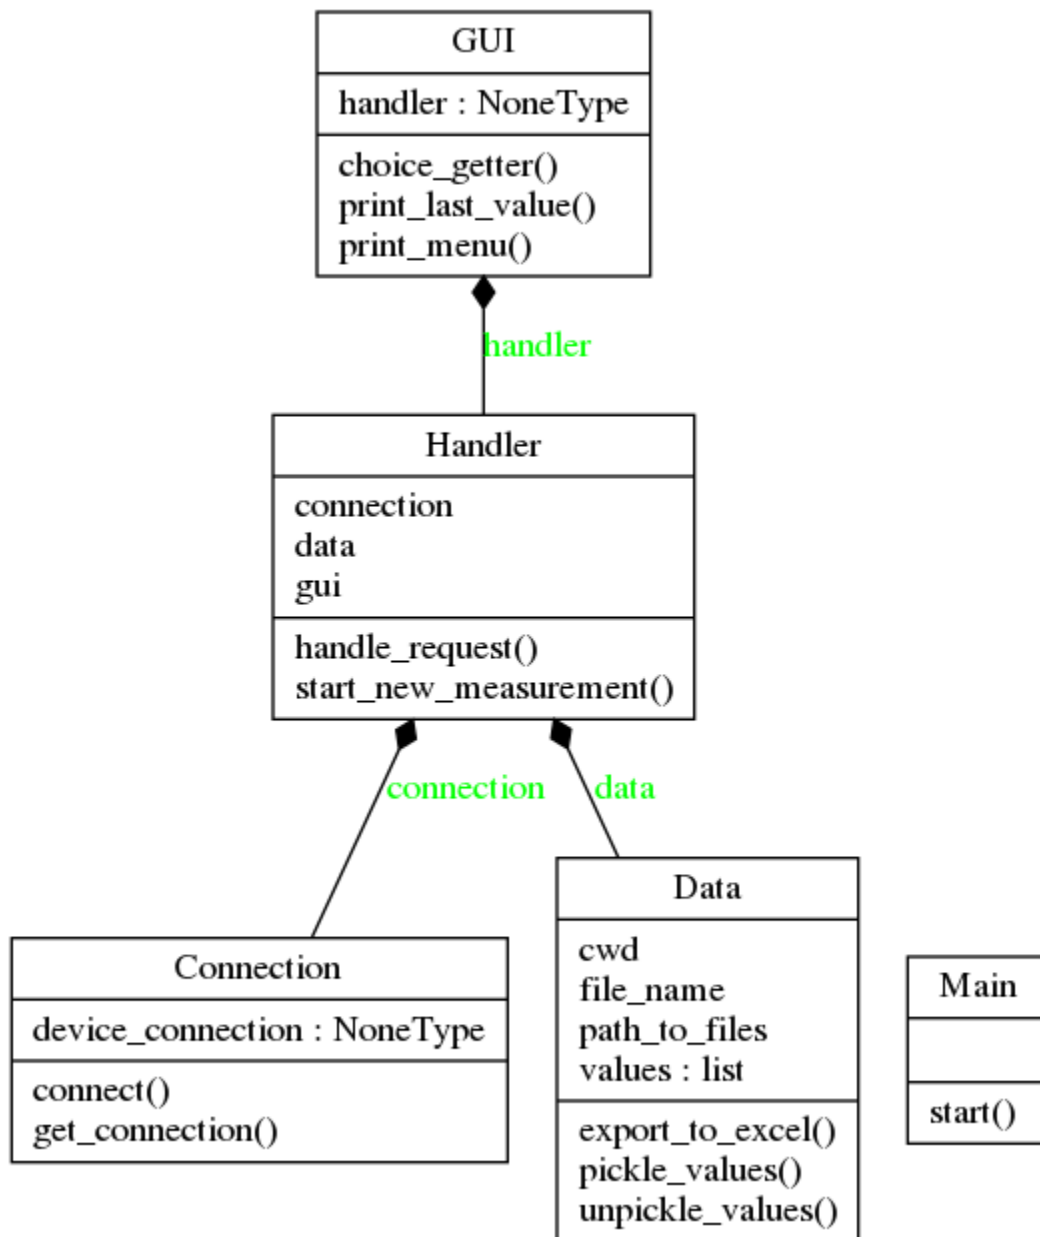 GUI
handler : NoneType
choice_getter()
print_last_value()
print_menu()
handler
Handler
connection
data
gui
handle_request()
start_new_measurement()
connection
data
Connection
device_connection : NoneType
connect()
get_connection()
Data
cwd
file_name
path_to_files
values : list
export_to_excel()
pickle_values()
unpickle_values()
Main
start()